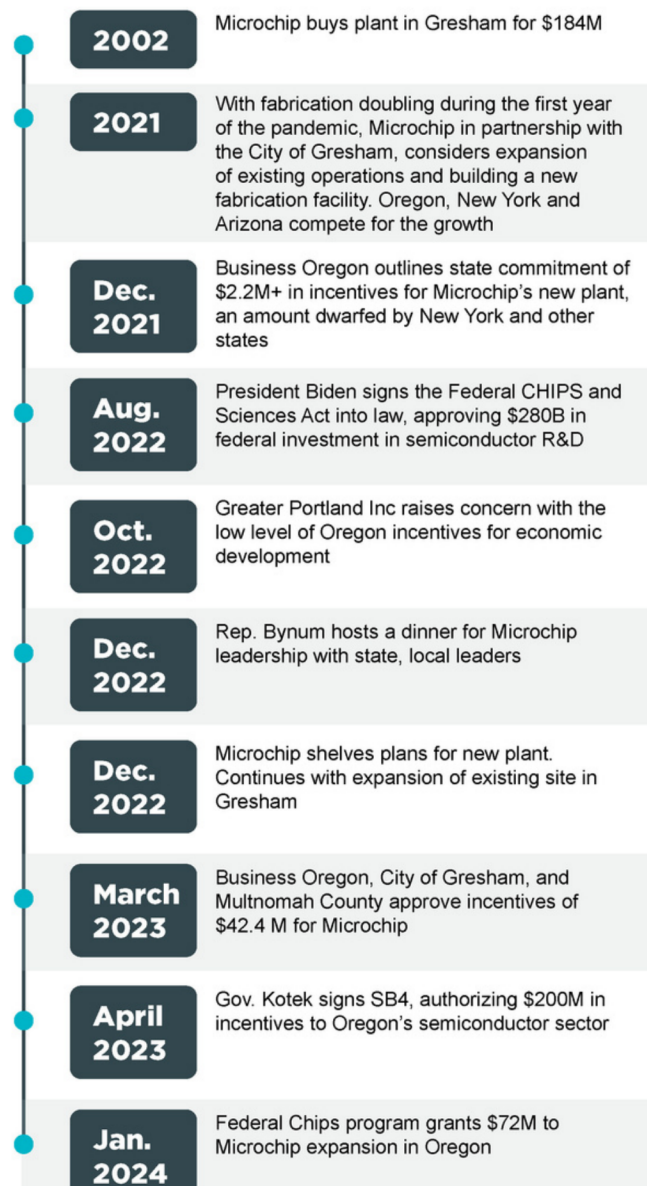 2002
Microchip buys plant in Gresham for $184M
2021
With fabrication doubling during the first year
of the pandemic, Microchip in partnership with
the City of Gresham, considers expansion
of existing operations and building a new
fabrication facility. Oregon, New York and
Arizona compete for the growth
Dec.
2021
Business Oregon outlines state commitment of
$2.2M+ in incentives for Microchip's new plant,
an amount dwarfed by New York and other
states
Aug.
2022
President Biden signs the Federal CHIPS and
Sciences Act into law, approving $280B in
federal investment in semiconductor R&D
Oct.
2022
Greater Portland Inc raises concern with the
low level of Oregon incentives for economic
development
Dec.
2022
Rep. Bynum hosts a dinner for Microchip
leadership with state, local leaders
Dec.
2022
Microchip shelves plans for new plant.
Continues with expansion of existing site in
Gresham
March
2023
Business Oregon, City of Gresham, and
Multnomah County approve incentives of
$42.4 M for Microchip
April
2023
Gov. Kotek signs SB4, authorizing $200M in
incentives to Oregon's semiconductor sector
Jan.
2024
Federal Chips program grants $72M to
Microchip expansion in Oregon